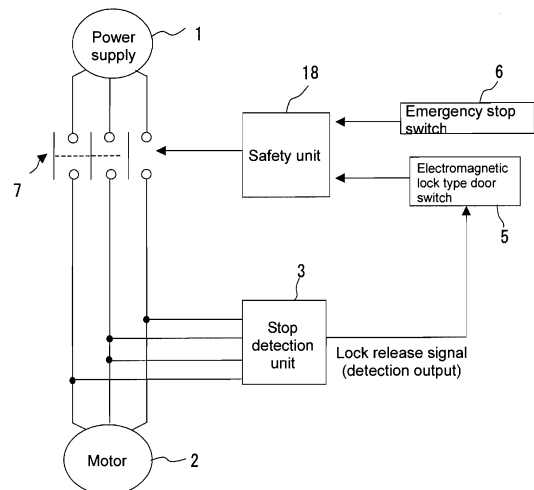 Power
supply
1
18
6
Emergency stop
switch
Safety unit
Electromagnetic
lock type door
switch
7
5
3
Stop
detection
unit
Lock release signal
(detection output)
Motor
2